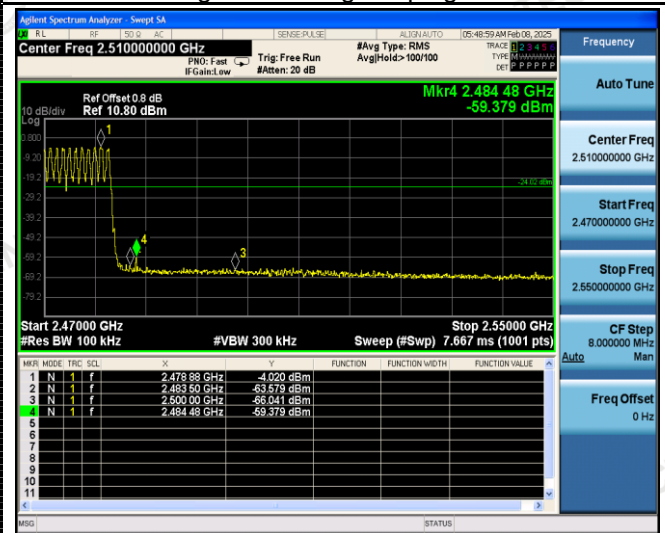 Agilent Spectrum Analyzer - Swept SA
RL RF 50 Ω AC SENSE:PULSE ALIGN AUTO 05:48:59 AM Feb 08, 2025
Center Freq 2.510000000 GHz
PNO: Fast
IFGain:Low
Trig: Free Run
#Atten: 20 dB
#Avg Type: RMS
Avg|Hold:>100/100
TRACE 1 2 3 4 5 6
TYPE M
DET P P P P P P
Ref Offset 0.8 dB
10 dB/div Ref 10.80 dBm
Log
Mkr4 2.484 48 GHz
-59.379 dBm
0.800
-9.20
-19.2
-29.2
-39.2
-49.2
-59.2
-69.2
-79.2
1
4
3
-24.02 dBm
Start 2.47000 GHz Stop 2.55000 GHz
#Res BW 100 kHz #VBW 300 kHz Sweep (#Swp) 7.667 ms (1001 pts)
MKR MODE TRC SCL X Y FUNCTION FUNCTION WIDTH FUNCTION VALUE
1 N 1 f 2.478 88 GHz -4.020 dBm
2 N 1 f 2.483 50 GHz -63.579 dBm
3 N 1 f 2.500 00 GHz -66.041 dBm
4 N 1 f 2.484 48 GHz -59.379 dBm
5
6
7
8
9
10
11
MSG STATUS
Frequency
Auto Tune
Center Freq
2.510000000 GHz
Start Freq
2.470000000 GHz
Stop Freq
2.550000000 GHz
CF Step
8.000000 MHz
Auto Man
Freq Offset
0 Hz